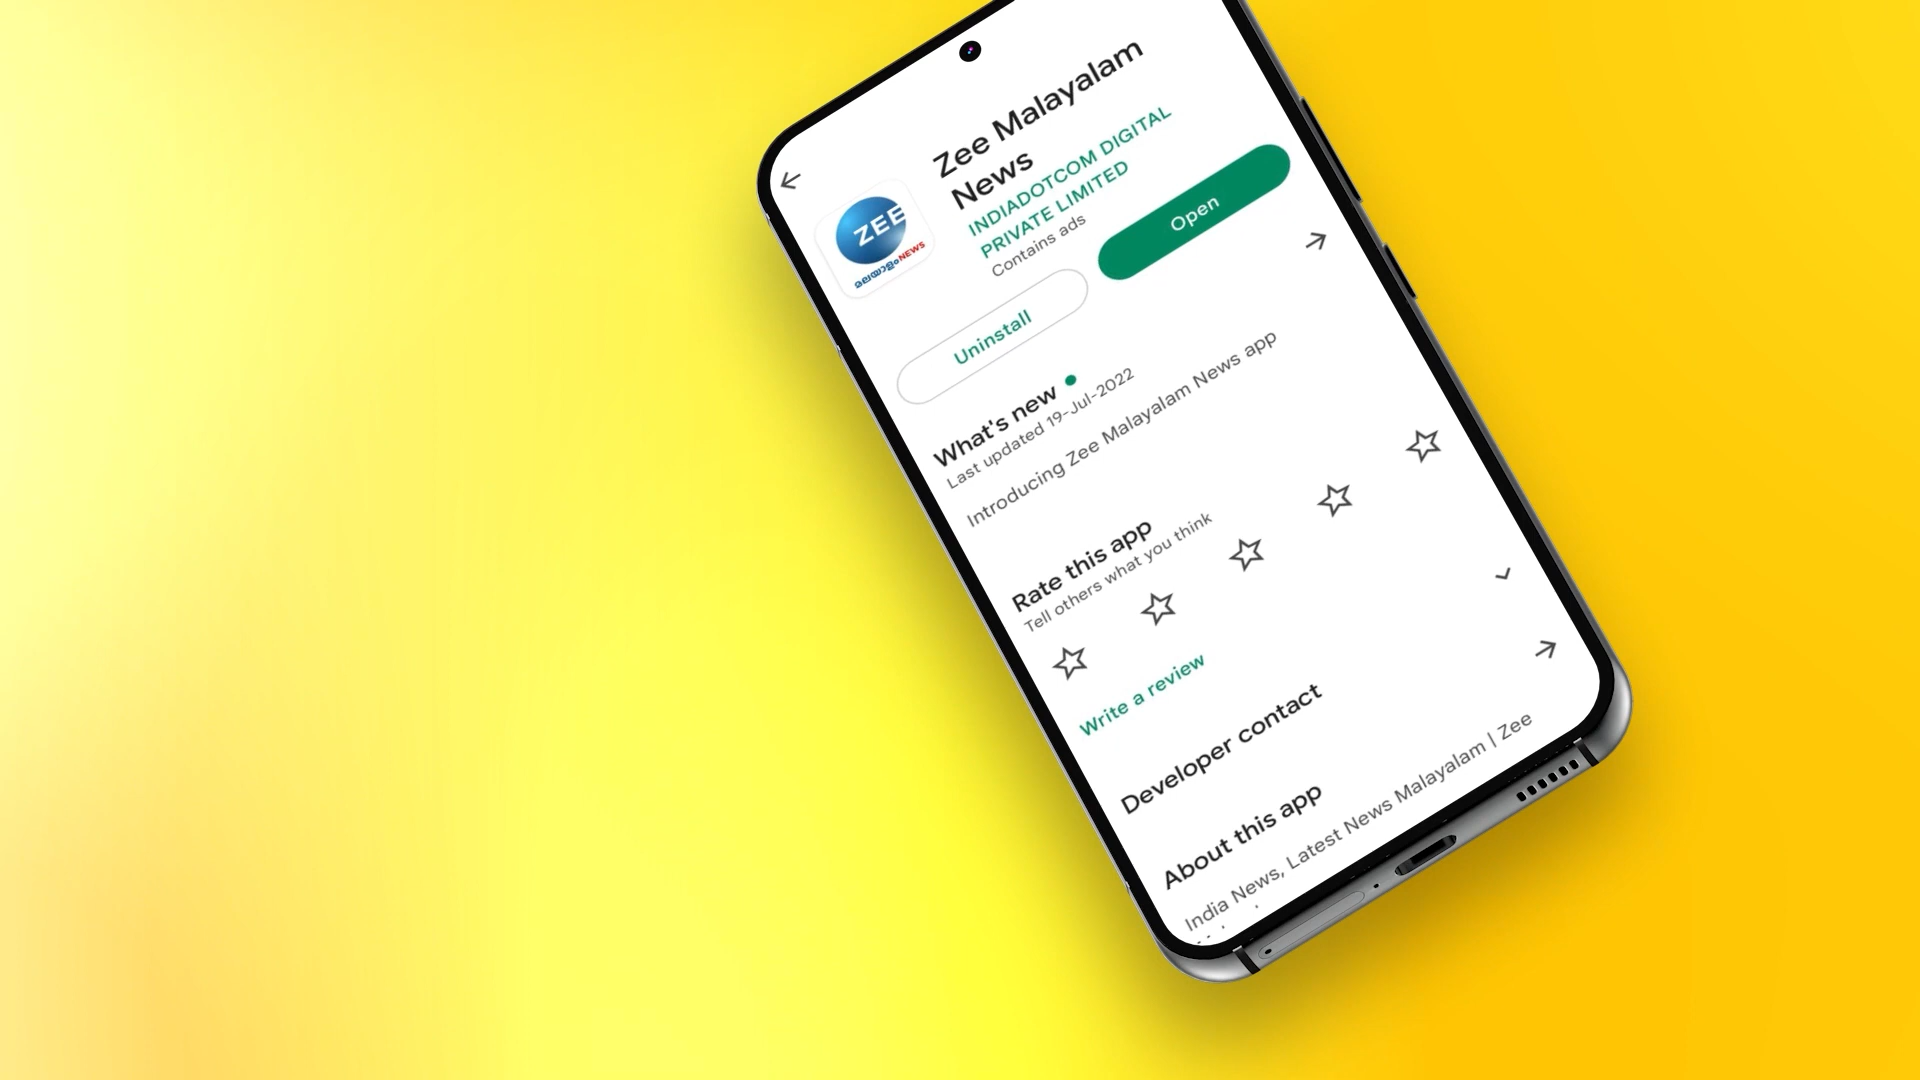 Zee Malayalam
News
INDIADOTCOM DIGITAL
PRIVATE LIMITED
Contains ads
ZEE
മലയാളം NEWS
Uninstall
Open
What's new
Last updated 19-Jul-2022
Introducing Zee Malayalam News app
Rate this app
Tell others what you think
Write a review
Developer contact
About this app
India News, Latest News Malayalam | Zee